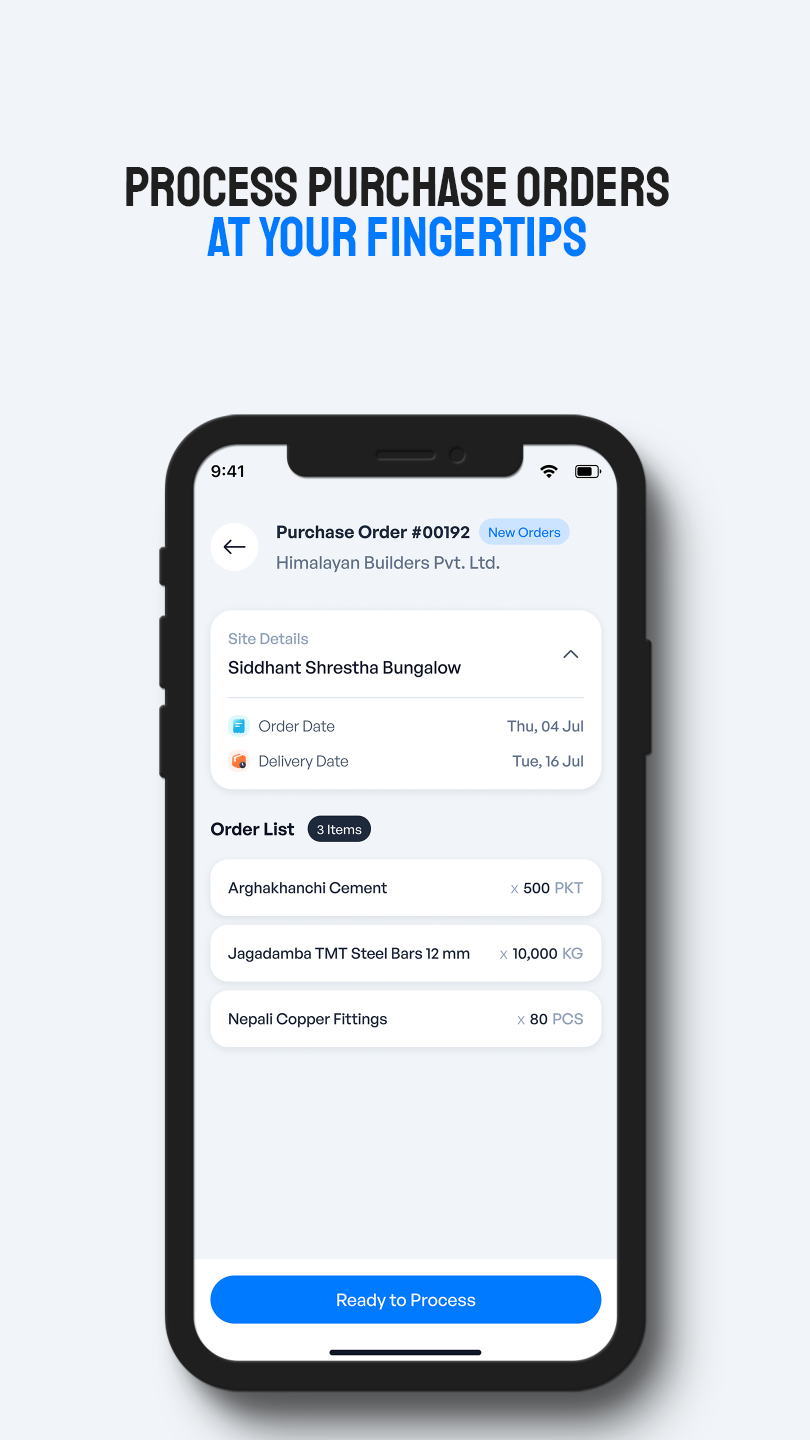 PROCESS PURCHASE ORDERS
AT YOUR FINGERTIPS
9:41
Purchase Order #00192 New Orders
Himalayan Builders Pvt. Ltd.
Site Details
Siddhant Shrestha Bungalow
Order Date Thu, 04 Jul
Delivery Date Tue, 16 Jul
Order List 3 Items
Arghakhanchi Cement x 500 PKT
Jagadamba TMT Steel Bars 12 mm x 10,000 KG
Nepali Copper Fittings x 80 PCS
Ready to Process